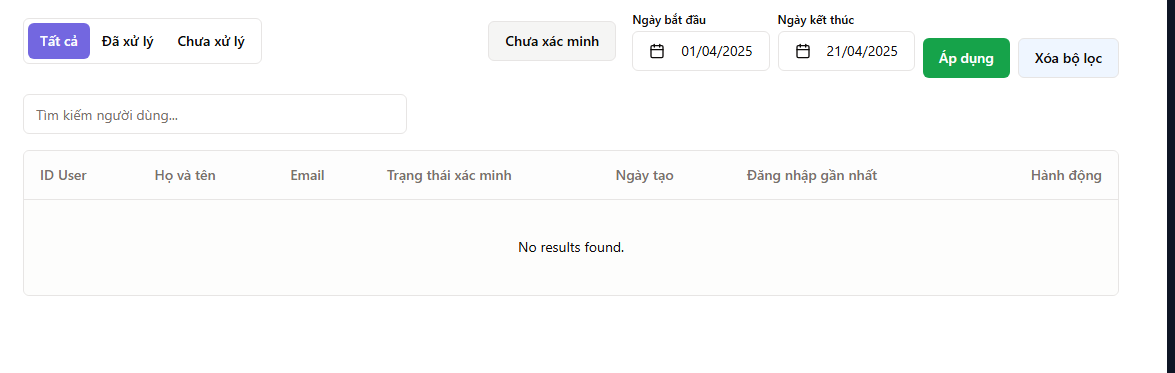 Tất cả Đã xử lý Chưa xử lý
Chưa xác minh
Ngày bắt đầu
01/04/2025
Ngày kết thúc
21/04/2025
Áp dụng
Xóa bộ lọc
Tìm kiếm người dùng...
ID User Họ và tên Email Trạng thái xác minh Ngày tạo Đăng nhập gần nhất Hành động
No results found.